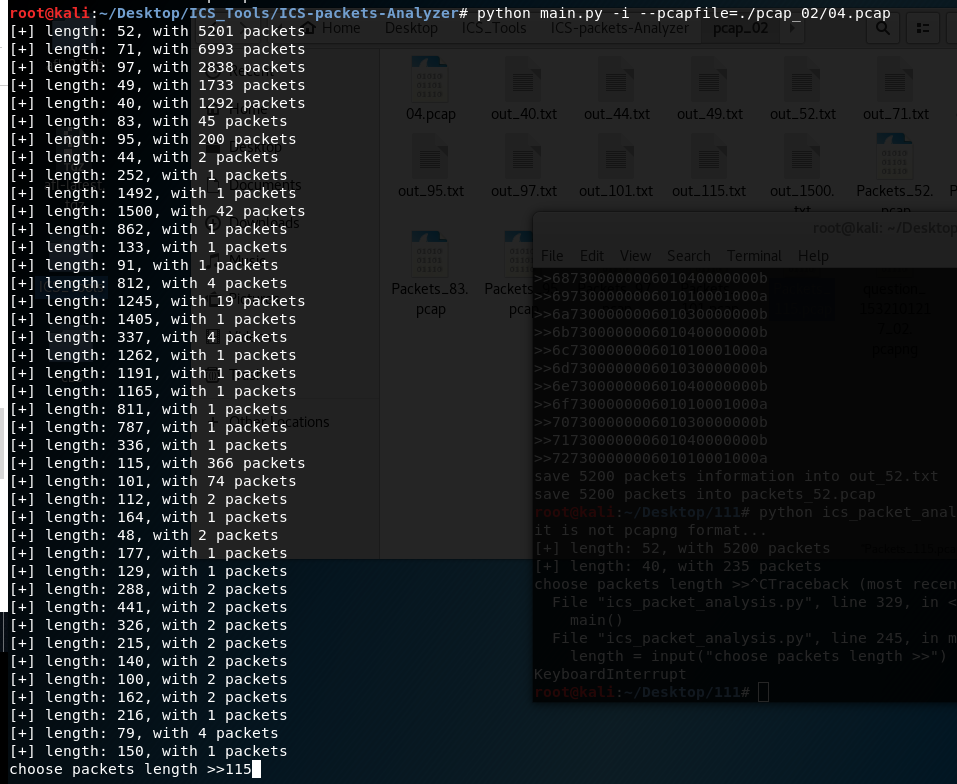 root@kali:~/Desktop/ICS_Tools/ICS-packets-Analyzer# python main.py -i --pcapfile=./pcap_02/04.pcap
[+] length: 52, with 5201 packets
[+] length: 71, with 6993 packets
[+] length: 97, with 2838 packets
[+] length: 49, with 1733 packets
[+] length: 40, with 1292 packets
[+] length: 83, with 45 packets
[+] length: 95, with 200 packets
[+] length: 44, with 2 packets
[+] length: 252, with 1 packets
[+] length: 1492, with 1 packets
[+] length: 1500, with 42 packets
[+] length: 862, with 1 packets
[+] length: 133, with 1 packets
[+] length: 91, with 1 packets
[+] length: 812, with 4 packets
[+] length: 1245, with 19 packets
[+] length: 1405, with 1 packets
[+] length: 337, with 4 packets
[+] length: 1262, with 1 packets
[+] length: 1191, with 1 packets
[+] length: 1165, with 1 packets
[+] length: 811, with 1 packets
[+] length: 787, with 1 packets
[+] length: 336, with 1 packets
[+] length: 115, with 366 packets
[+] length: 101, with 74 packets
[+] length: 112, with 2 packets
[+] length: 164, with 1 packets
[+] length: 48, with 2 packets
[+] length: 177, with 1 packets
[+] length: 129, with 1 packets
[+] length: 288, with 2 packets
[+] length: 441, with 2 packets
[+] length: 326, with 2 packets
[+] length: 215, with 2 packets
[+] length: 140, with 2 packets
[+] length: 100, with 2 packets
[+] length: 162, with 2 packets
[+] length: 216, with 1 packets
[+] length: 79, with 4 packets
[+] length: 150, with 1 packets
choose packets length >>115
Home Desktop ICS_Tools ICS-packets-Analyzer pcap_02
Desktop
Documents
Downloads
Other Locations
04.pcap out_40.txt out_44.txt out_49.txt out_52.txt out_71.txt
out_95.txt out_97.txt out_101.txt out_115.txt out_1500.txt Packets_52.pcap
Packets_83.pcap
root@kali: ~/Desktop
File Edit View Search Terminal Help
>>68730000000601040000000b
>>69730000000601010001000a
>>6a730000000601030000000b
>>6b730000000601040000000b
>>6c730000000601010001000a
>>6d730000000601030000000b
>>6e730000000601040000000b
>>6f730000000601010001000a
>>70730000000601030000000b
>>71730000000601040000000b
>>72730000000601010001000a
save 5200 packets information into out_52.txt
save 5200 packets into packets_52.pcap
root@kali:~/Desktop/111# python ics_packet_anal
it is not pcapng format...
[+] length: 52, with 5200 packets
[+] length: 40, with 235 packets
choose packets length >>^CTraceback (most recen
File "ics_packet_analysis.py", line 329, in <
main()
File "ics_packet_analysis.py", line 245, in m
length = input("choose packets length >>")
KeyboardInterrupt
root@kali:~/Desktop/111#